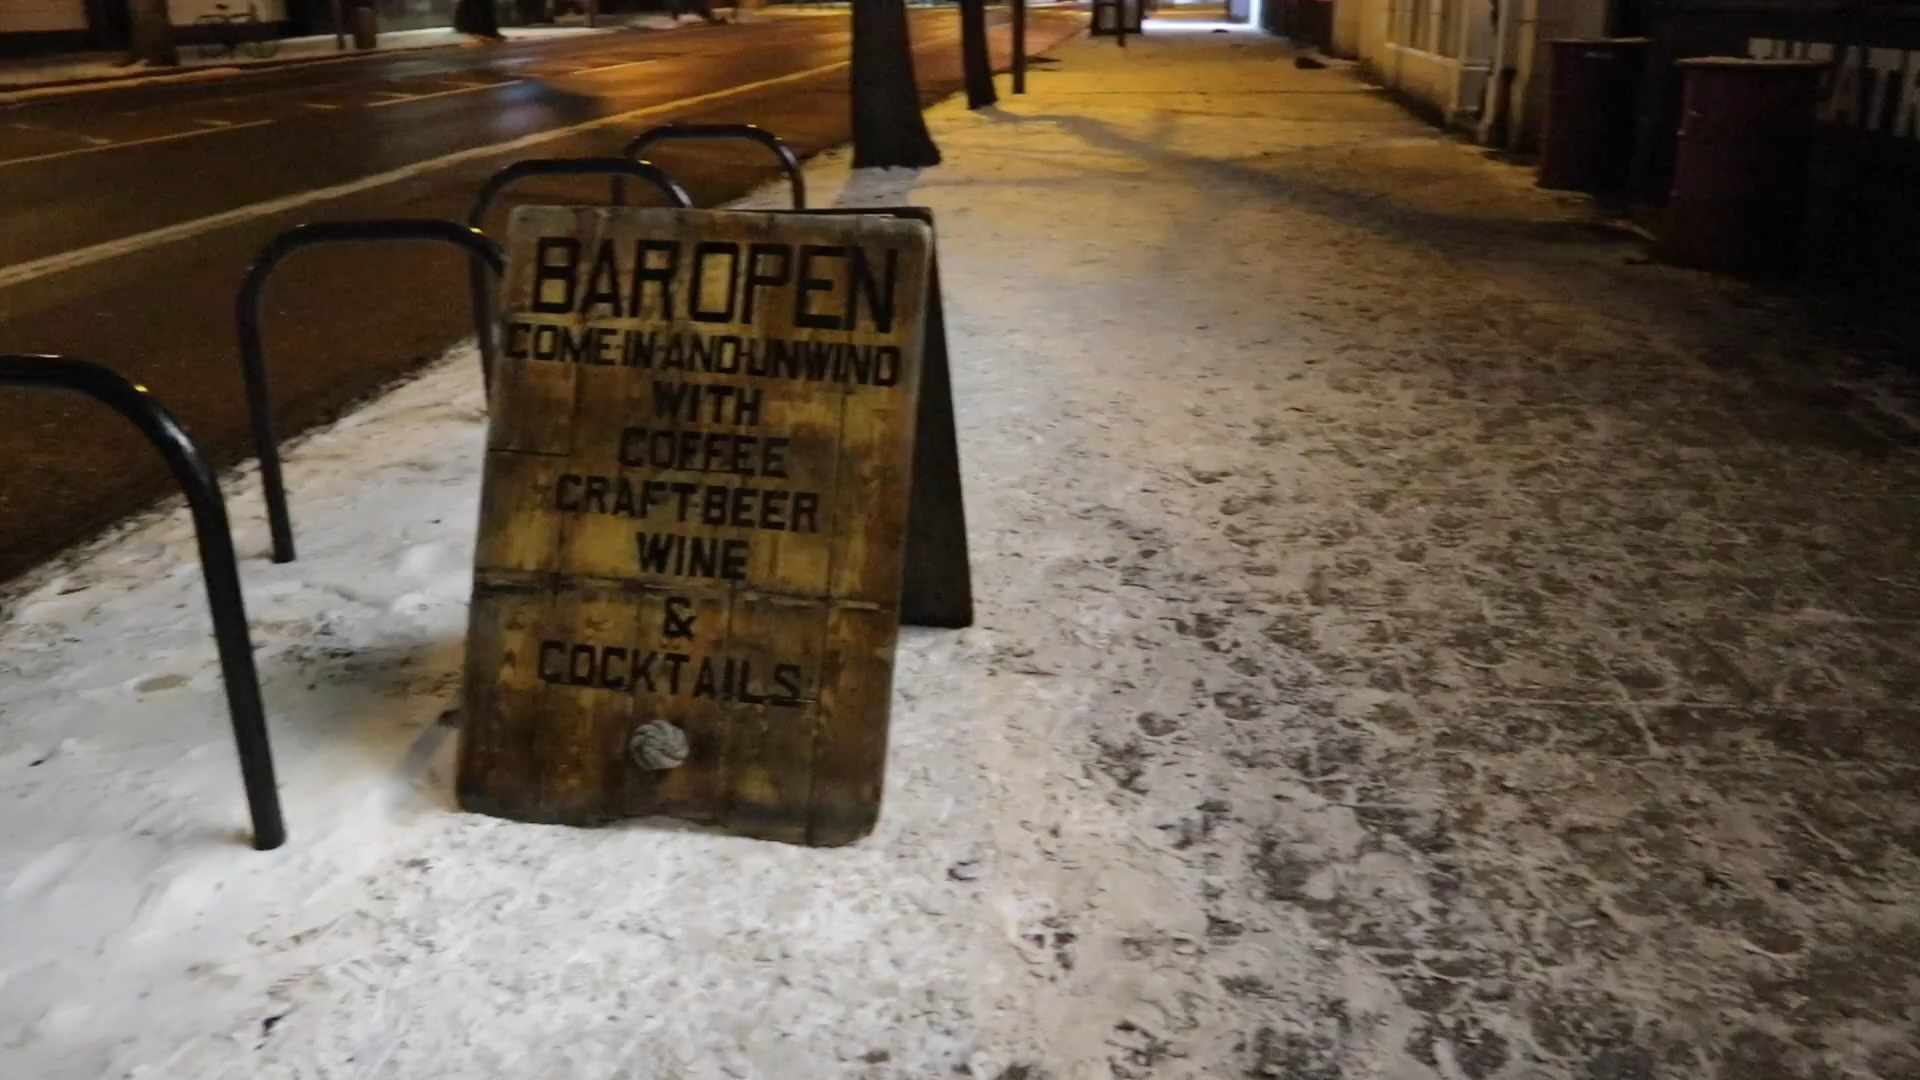 BAR OPEN
COME·IN·AND·UNWIND
WITH
COFFEE
CRAFT·BEER
WINE
&
COCKTAILS